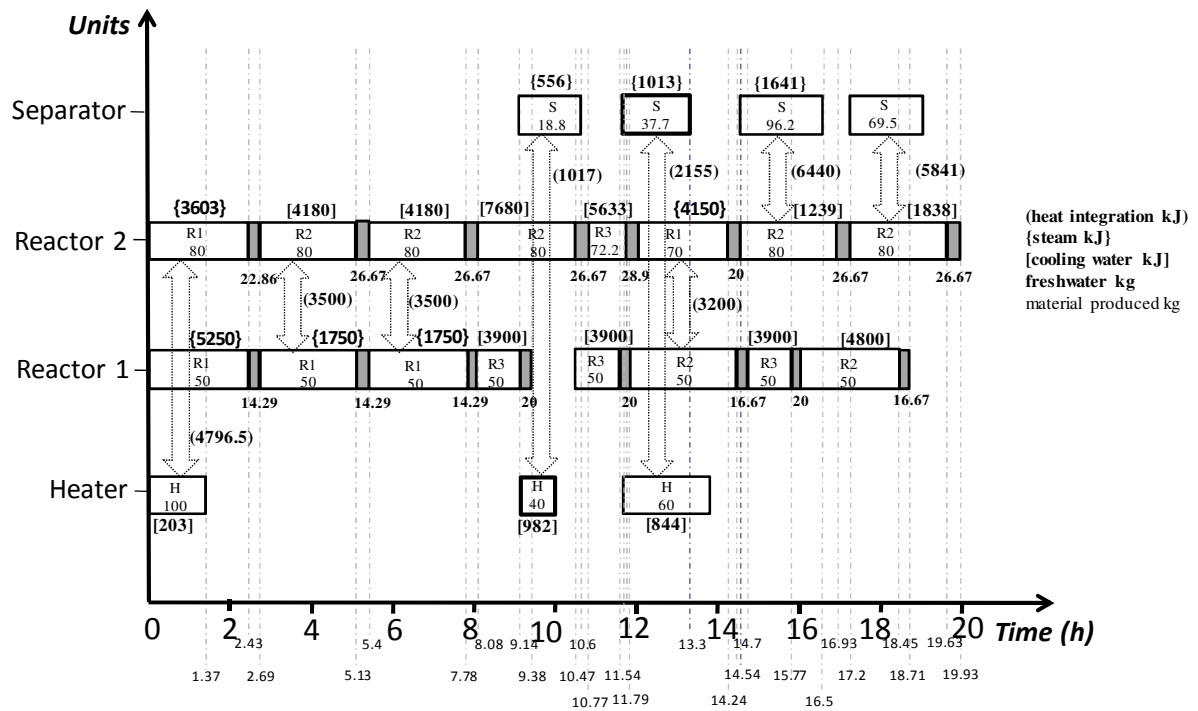 Units
{556}
{1013}
{1641}
Separator
S
18.8
S
37.7
S
96.2
S
69.5
(1017)
(2155)
(6440)
(5841)
{3603}
[4180]
[4180]
[7680]
[5633]
{4150}
[1239]
[1838]
(heat integration kJ)
{steam kJ}
[cooling water kJ]
freshwater kg
material produced kg
Reactor 2
R1
80
R2
80
R2
80
R2
80
R3
72.2
R1
70
R2
80
R2
80
22.86
26.67
26.67
26.67
28.9
20
26.67
26.67
(3500)
(3500)
(3200)
{5250}
{1750}
{1750}
[3900]
[3900]
[3900]
[4800]
Reactor 1
R1
50
R1
50
R1
50
R3
50
R3
50
R2
50
R3
50
R2
50
14.29
14.29
14.29
20
20
16.67
20
16.67
(4796.5)
Heater
H
100
H
40
H
60
[203]
[982]
[844]
0 2 4 6 8 10 12 14 16 18 20 Time (h)
2.43 5.4 8.08 9.14 10.6 13.3 14.7 16.93 18.45 19.63
1.37 2.69 5.13 7.78 9.38 10.47 11.54 14.54 15.77 17.2 18.71 19.93
10.77 11.79 14.24 16.5